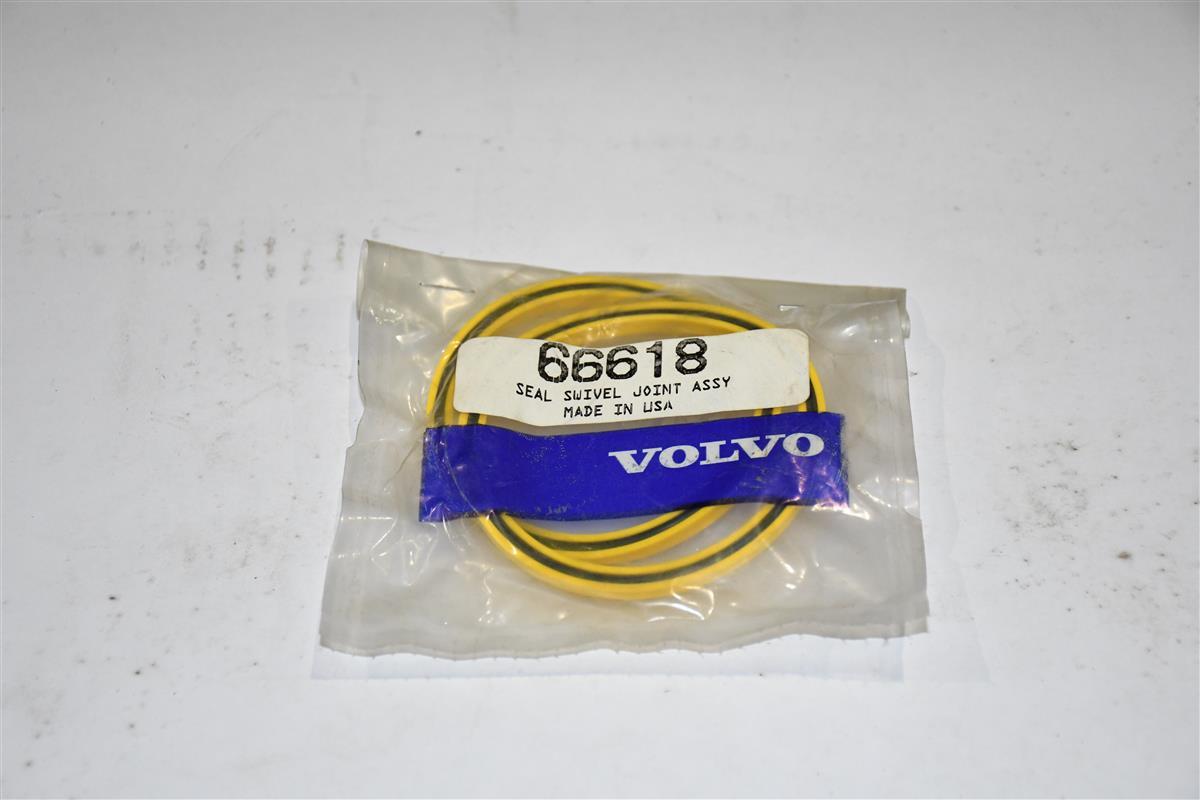 66618
SEAL SWIVEL JOINT ASSY
MADE IN USA
VOLVO